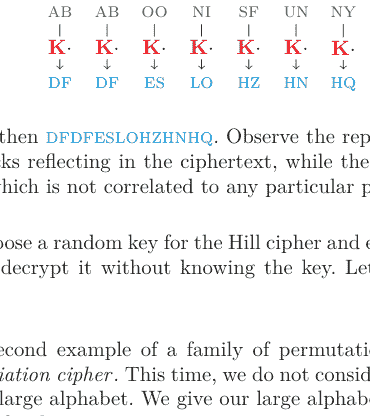 AB AB OO NI SF UN NY
K· K· K· K· K· K· K·
DF DF ES LO HZ HN HQ
then DFDFESLOHZHNHQ. Observe the rep
cks reflecting in the ciphertext, while the
which is not correlated to any particular p
oose a random key for the Hill cipher and e
decrypt it without knowing the key. Let
econd example of a family of permutati
iation cipher. This time, we do not consid
large alphabet. We give our large alphab